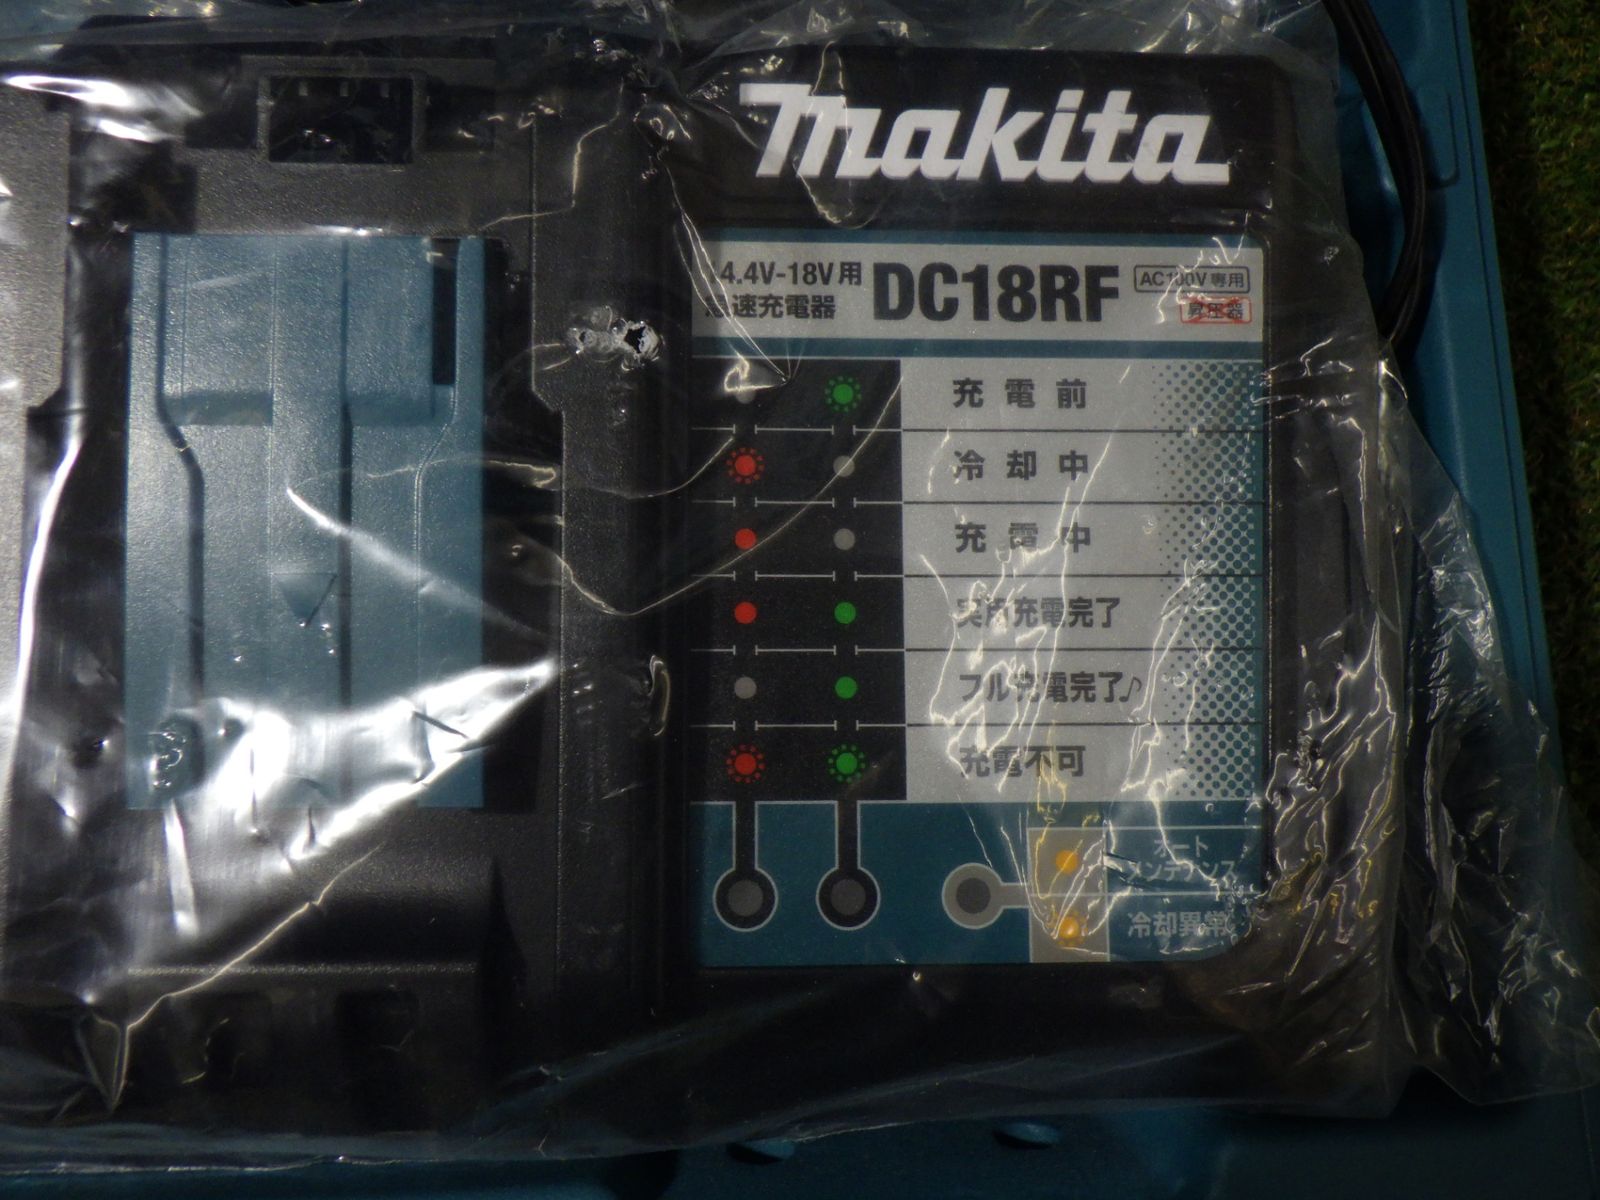 makita
14.4V-18V用
急速充電器
DC18RF
AC100V専用
昇圧器
充電前
冷却中
充電中
実用充電完了
フル充電完了♪
充電不可
オート
メンテナンス
冷却異常